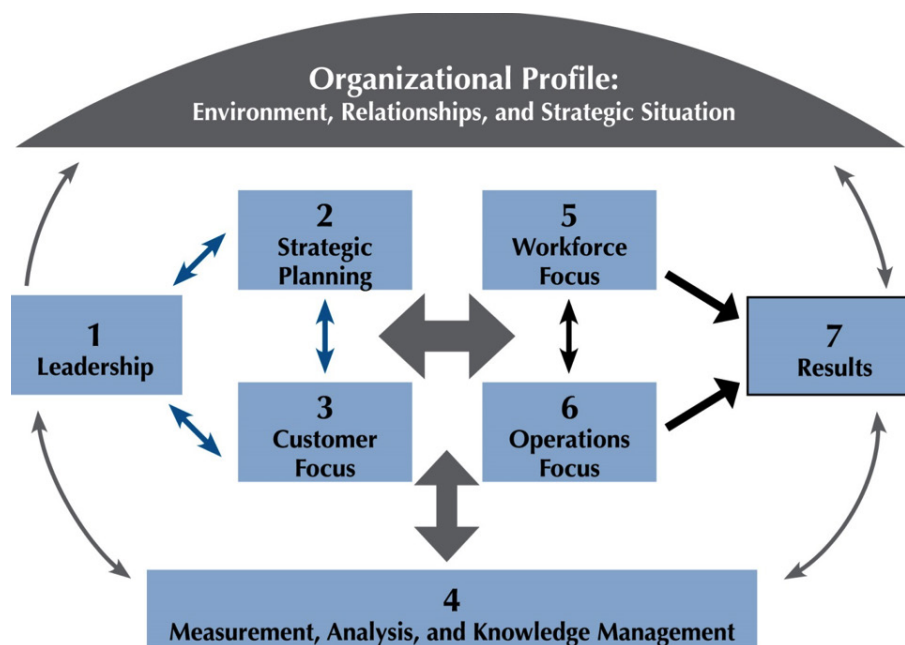 Organizational Profile:
Environment, Relationships, and Strategic Situation
1
Leadership
2
Strategic
Planning
3
Customer
Focus
5
Workforce
Focus
6
Operations
Focus
7
Results
4
Measurement, Analysis, and Knowledge Management